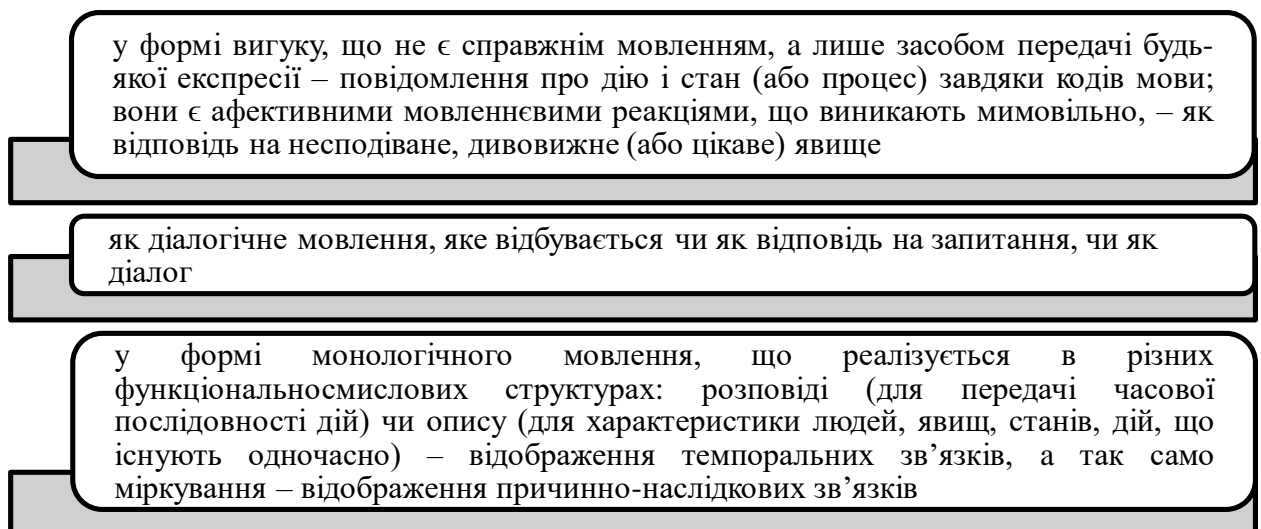 у формі вигуку, що не є справжнім мовленням, а лише засобом передачі будь-
якої експресії – повідомлення про дію і стан (або процес) завдяки кодів мови;
вони є афективними мовленнєвими реакціями, що виникають мимовільно, – як
відповідь на несподіване, дивовижне (або цікаве) явище
як діалогічне мовлення, яке відбувається чи як відповідь на запитання, чи як
діалог
у формі монологічного мовлення, що реалізується в різних
функціональносмислових структурах: розповіді (для передачі часової
послідовності дій) чи опису (для характеристики людей, явищ, станів, дій, що
існують одночасно) – відображення темпоральних зв’язків, а так само
міркування – відображення причинно-наслідкових зв’язків